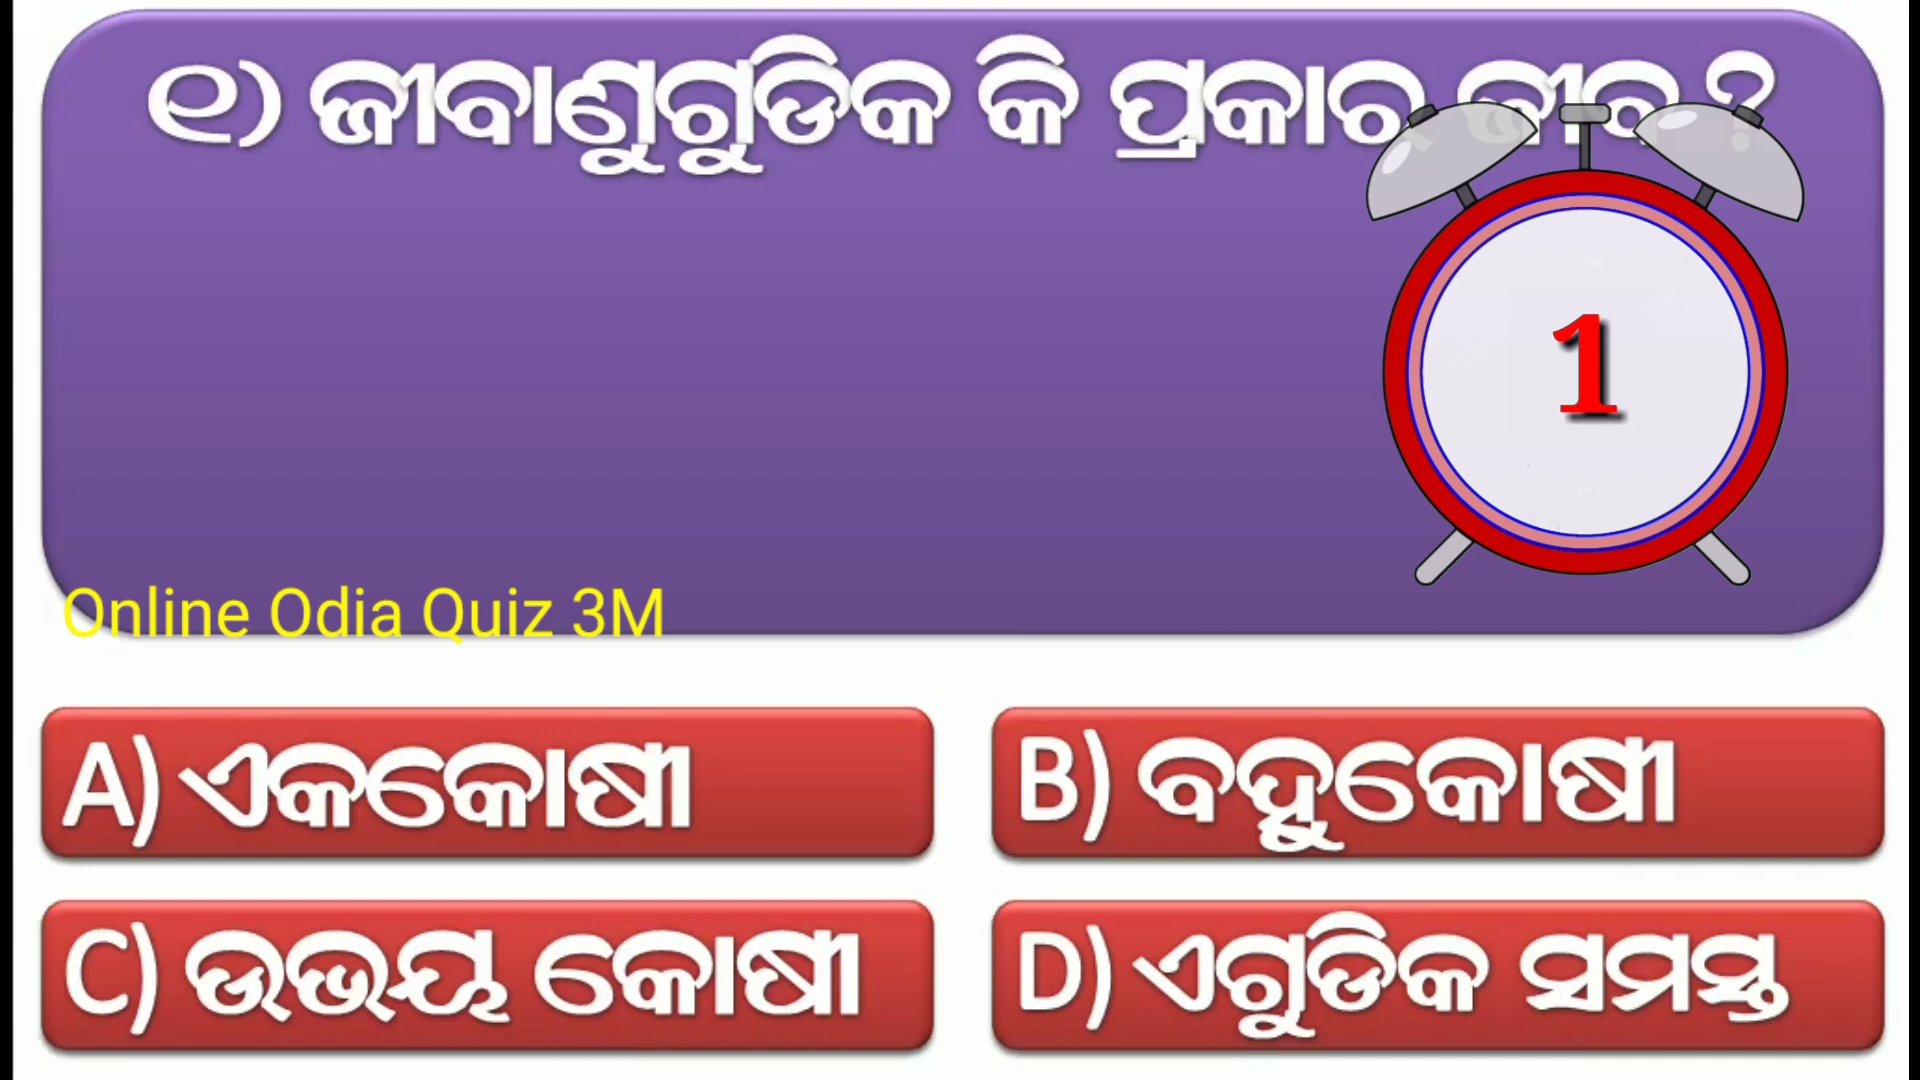 ୧) ଜୀବାଣୁଗୁଡିକ କି ପ୍ରକାର ଜୀବ ?
1
Online Odia Quiz 3M
A) ଏକକୋଷୀ
B) ବହୁକୋଷୀ
C) ଉଭୟ କୋଷୀ
D) ଏଗୁଡିକ ସମସ୍ତ